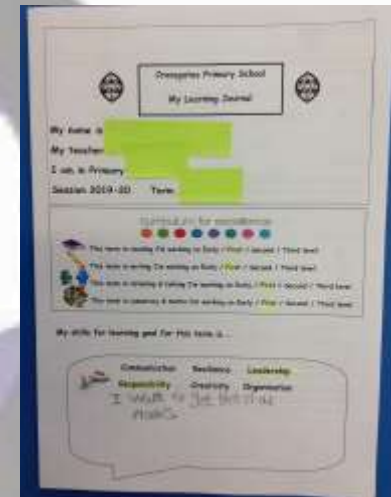 Crossgates Primary School
My Learning Journal
My name is
My teacher
I am in Primary
Session 2019-20 Term
curriculum for excellence
This term in reading I'm working on Early / First / Second / Third level
This term in writing I'm working on Early / First / Second / Third level
This term in listening & talking I'm working on Early / First / Second / Third level
This term in numeracy & maths I'm working on Early / First / Second / Third level
My skills for learning goal for this term is...
Communication Resilience Leadership
Responsibility Creativity Organisation
I want to get